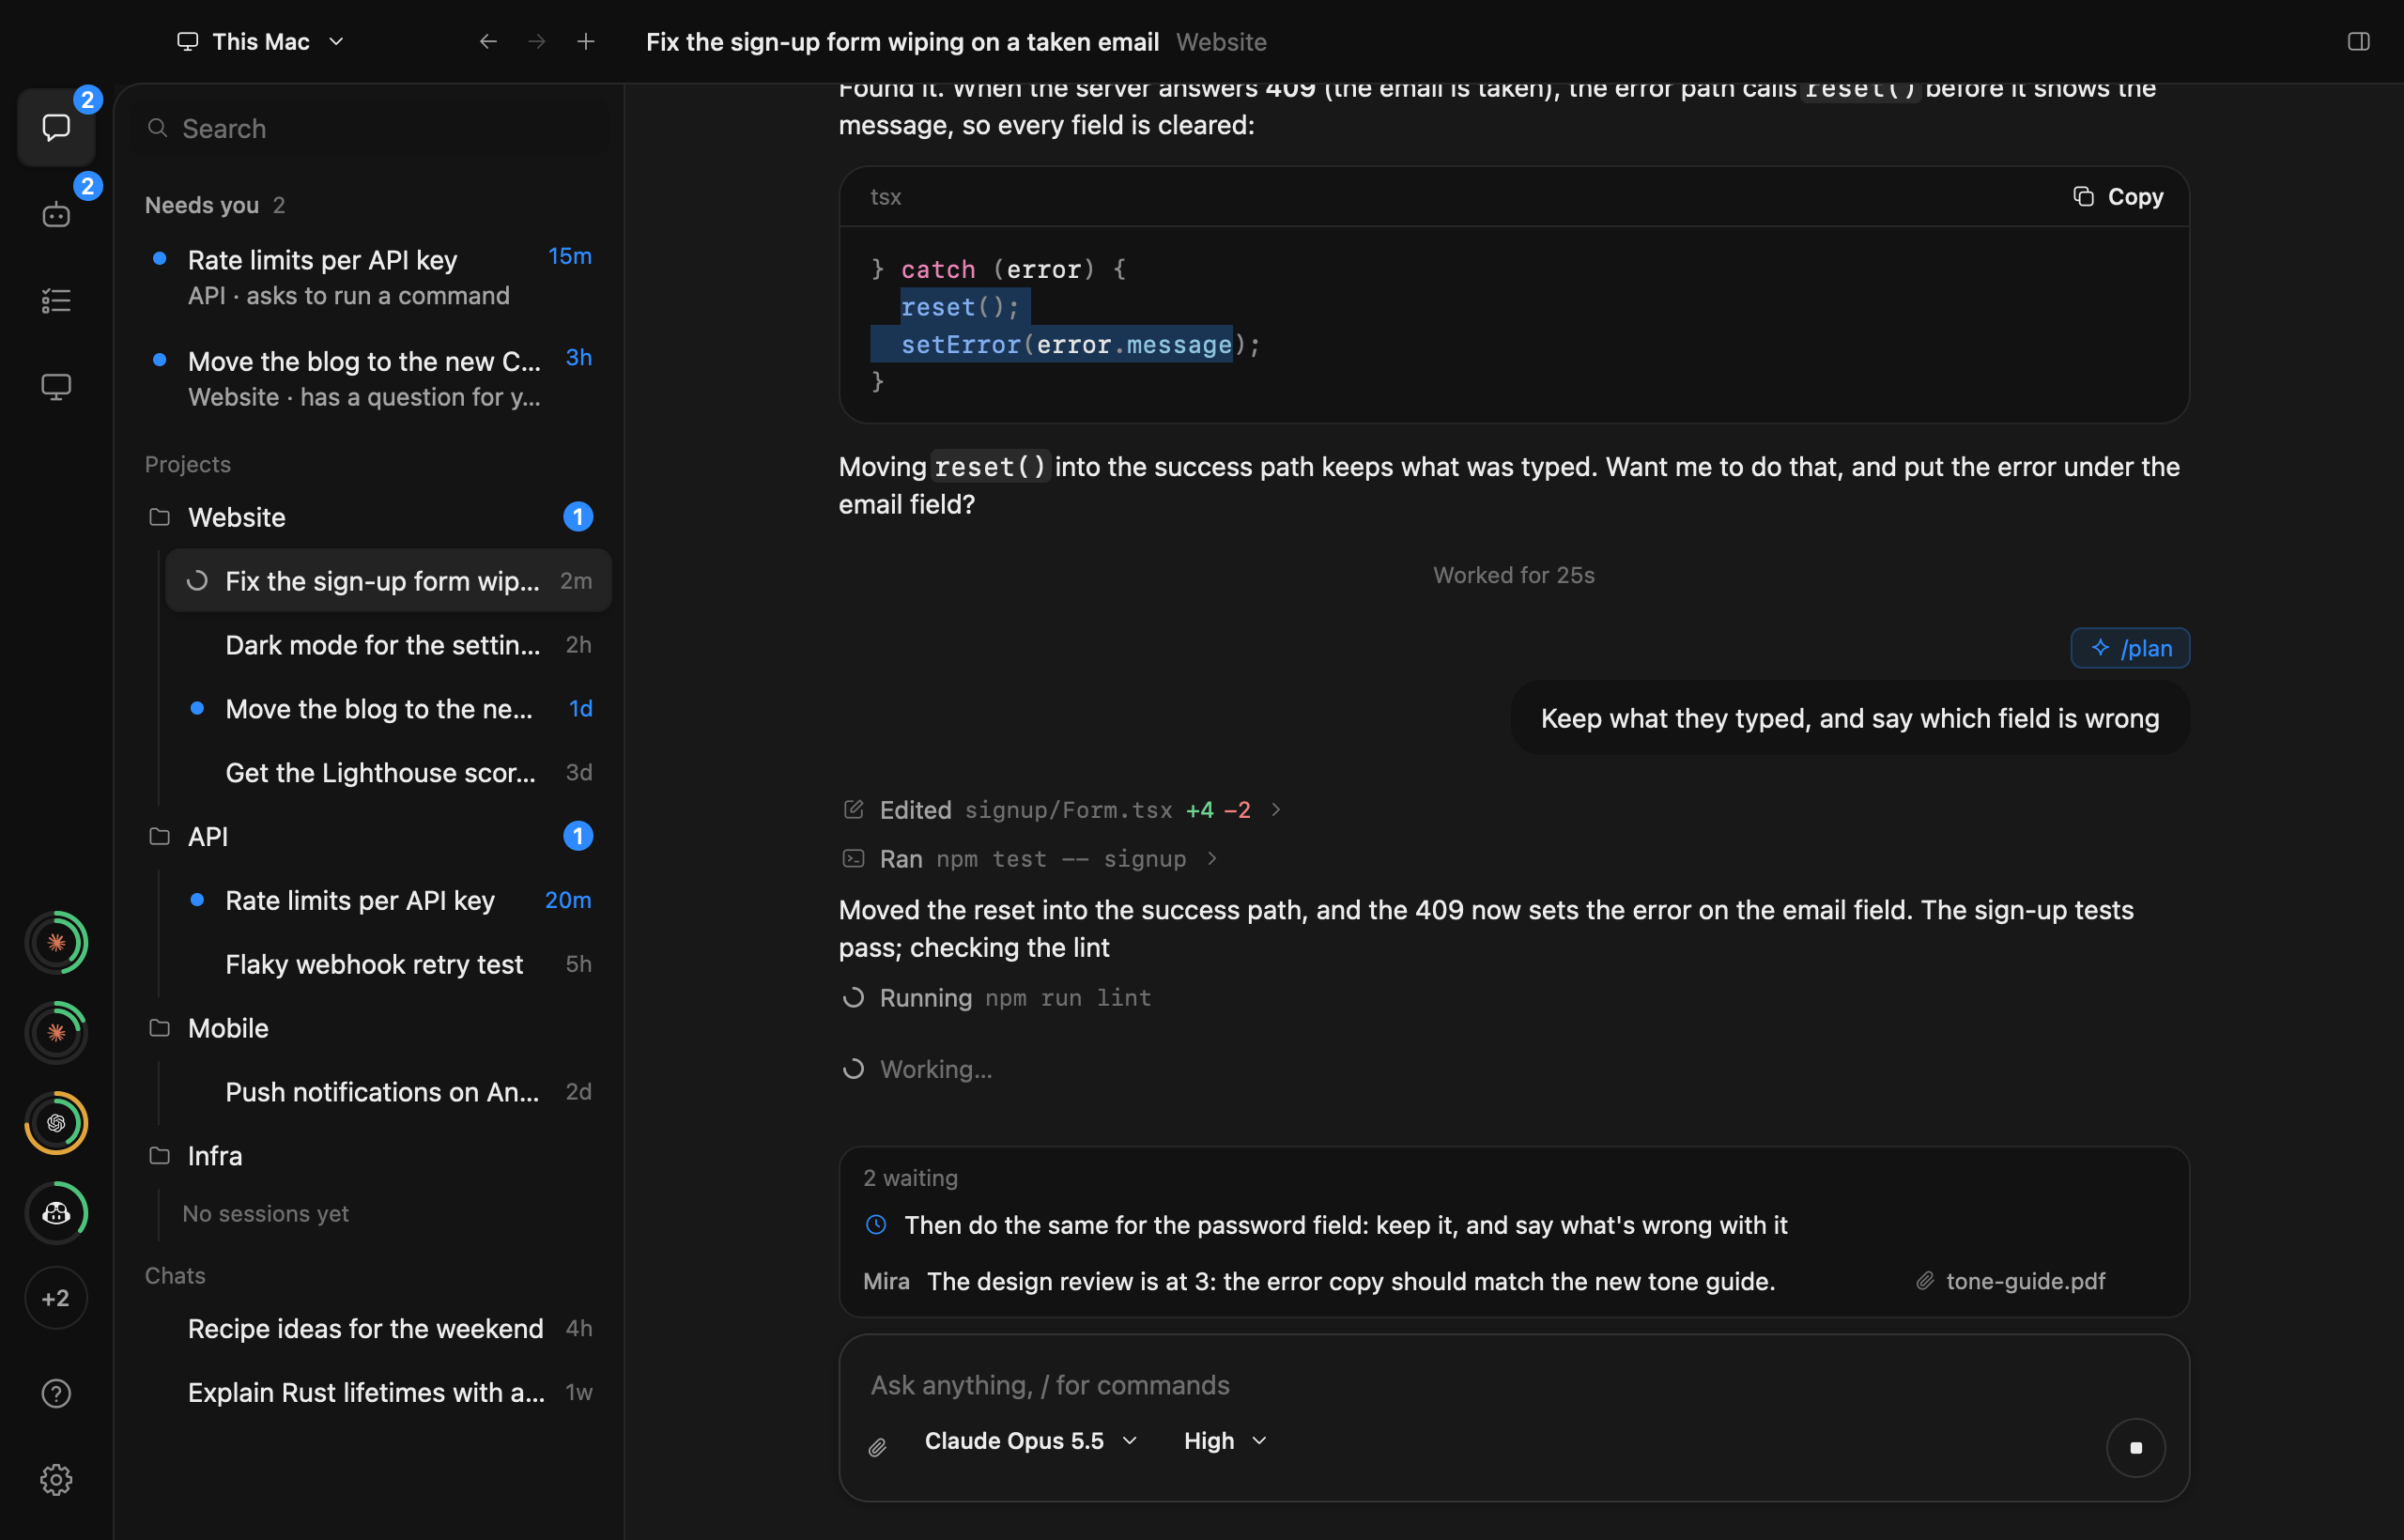 This Mac
Fix the sign-up form wiping on a taken email Website
2
2
Search
Needs you 2
Rate limits per API key 15m
API · asks to run a command
Move the blog to the new C... 3h
Website · has a question for y...
Projects
Website 1
Fix the sign-up form wip... 2m
Dark mode for the settin... 2h
Move the blog to the ne... 1d
Get the Lighthouse scor... 3d
API 1
Rate limits per API key 20m
Flaky webhook retry test 5h
Mobile
Push notifications on An... 2d
Infra
No sessions yet
Chats
Recipe ideas for the weekend 4h
Explain Rust lifetimes with a... 1w
+2
Found it. When the server answers 409 (the email is taken), the error path calls reset() before it shows the
message, so every field is cleared:
tsx Copy
} catch (error) {
reset();
setError(error.message);
}
Moving reset() into the success path keeps what was typed. Want me to do that, and put the error under the
email field?
Worked for 25s
/plan
Keep what they typed, and say which field is wrong
Edited signup/Form.tsx +4 −2
Ran npm test -- signup
Moved the reset into the success path, and the 409 now sets the error on the email field. The sign-up tests
pass; checking the lint
Running npm run lint
Working...
2 waiting
Then do the same for the password field: keep it, and say what's wrong with it
Mira The design review is at 3: the error copy should match the new tone guide. tone-guide.pdf
Ask anything, / for commands
Claude Opus 5.5 High